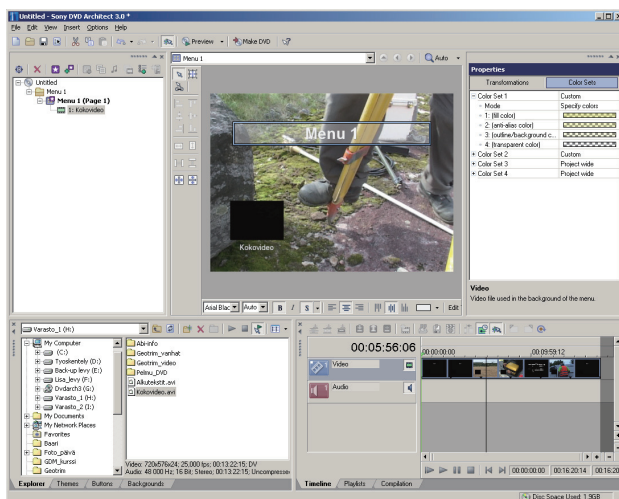 Untitled - Sony DVD Architect 3.0 *
File Edit View Insert Options Help
Preview Make DVD
Menu 1
Auto
Untitled
Menu 1
Menu 1 (Page 1)
1: Kokovideo
Menu 1
Kokovideo
Arial Blac Auto B I S Edit
Properties
Transformations Color Sets
Color Set 1 Custom
Mode Specify colors
1: (fill color)
2: (anti-alias color)
3: (outline/background c...
4: (transparent color)
Color Set 2 Custom
Color Set 3 Project wide
Color Set 4 Project wide
Video
Video file used in the background of the menu.
Varasto_1 (H:)
My Computer
(C:)
Tyoskentely (D:)
Back-up levy (E:)
Lisa_levy (F:)
Dvdarch3 (G:)
Varasto_1 (H:)
Varasto_2 (I:)
My Documents
My Network Places
Favorites
Baari
Foto_päivä
GDM_kurssi
Geotrim
Abi-info
Geotrim_vanhat
Geotrim_video
Pelmu_DVD
Alkutekstit.avi
Kokovideo.avi
Video: 720x576x24; 25,000 fps; 00:13:22:15; DV
Audio: 48.000 Hz; 16 Bit; Stereo; 00:13:22:15; Uncompresse
Explorer Themes Buttons Backgrounds
00:05:56:06
00:00:00:00 00:09:59:12
Video
Audio
00:00:00:00 00:16:20:14 00:16:20
Timeline Playlists Compilation
Disc Space Used: 1.9GB